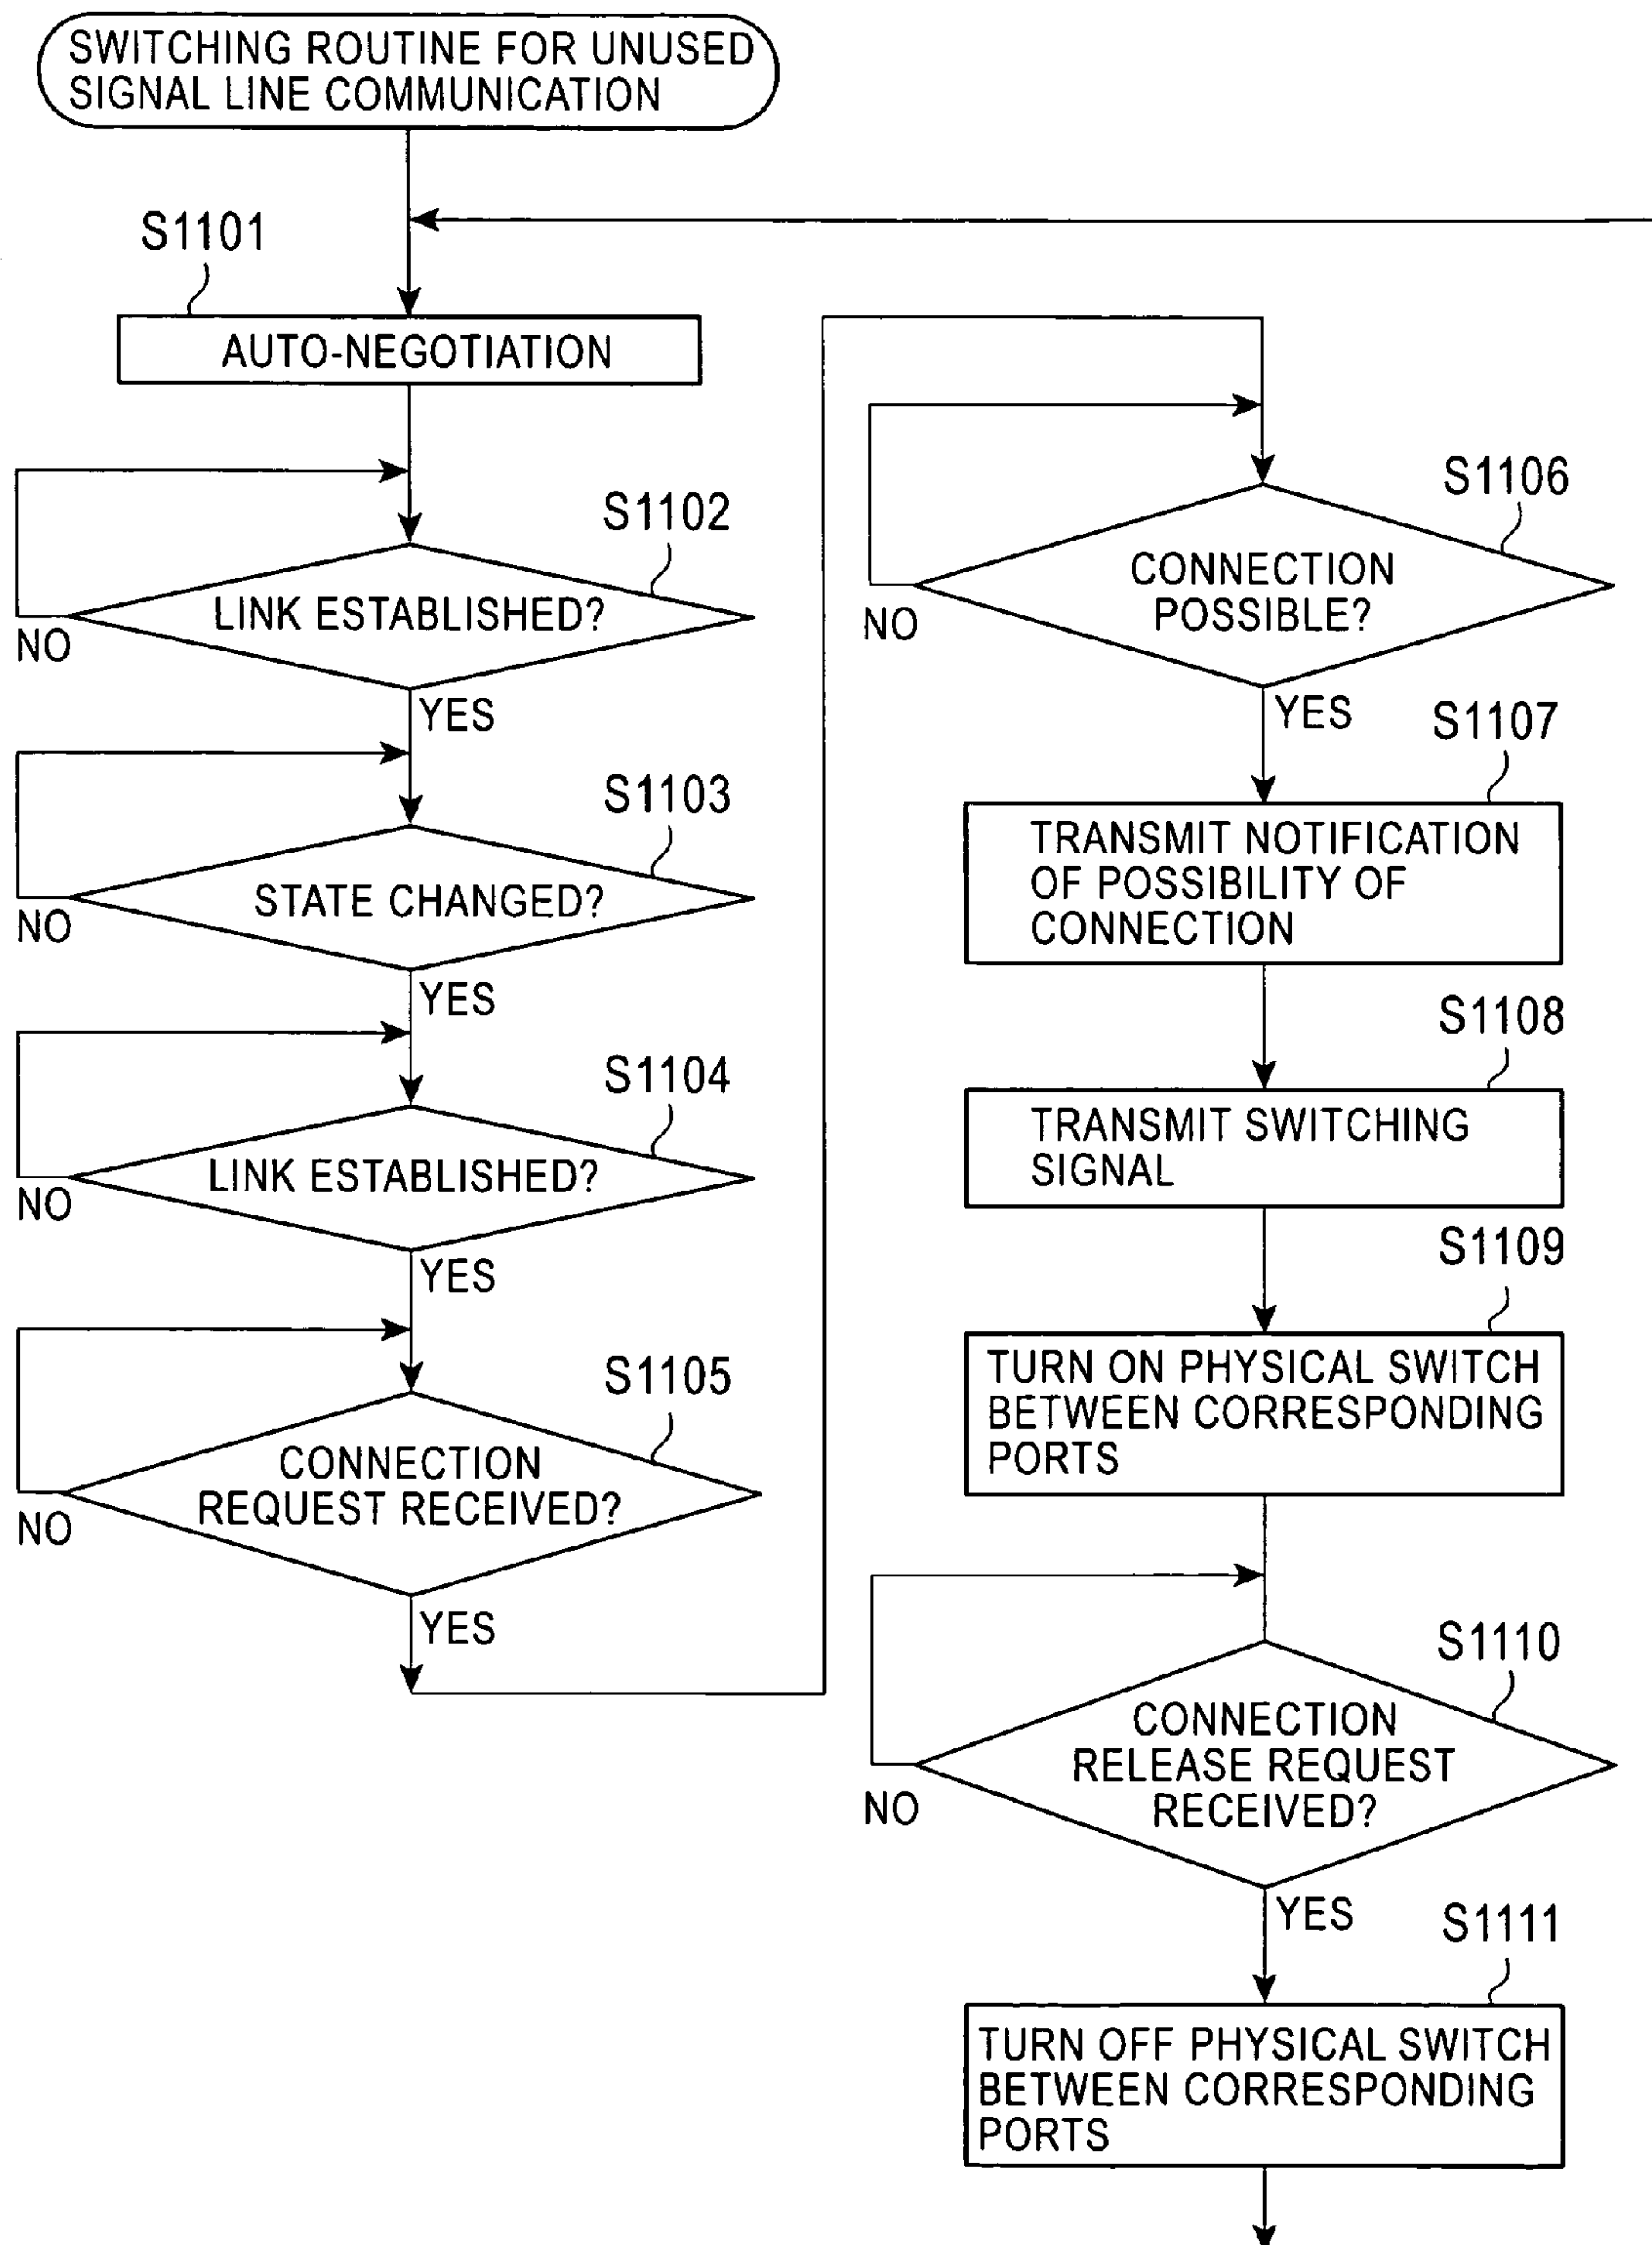 SWITCHING ROUTINE FOR UNUSED
SIGNAL LINE COMMUNICATION
S1101
AUTO-NEGOTIATION
S1102
LINK ESTABLISHED?
NO
YES
S1103
STATE CHANGED?
NO
YES
S1104
LINK ESTABLISHED?
NO
YES
S1105
CONNECTION
REQUEST RECEIVED?
NO
YES
S1106
CONNECTION
POSSIBLE?
NO
YES
S1107
TRANSMIT NOTIFICATION
OF POSSIBILITY OF
CONNECTION
S1108
TRANSMIT SWITCHING
SIGNAL
S1109
TURN ON PHYSICAL SWITCH
BETWEEN CORRESPONDING
PORTS
S1110
CONNECTION
RELEASE REQUEST
RECEIVED?
NO
YES
S1111
TURN OFF PHYSICAL SWITCH
BETWEEN CORRESPONDING
PORTS